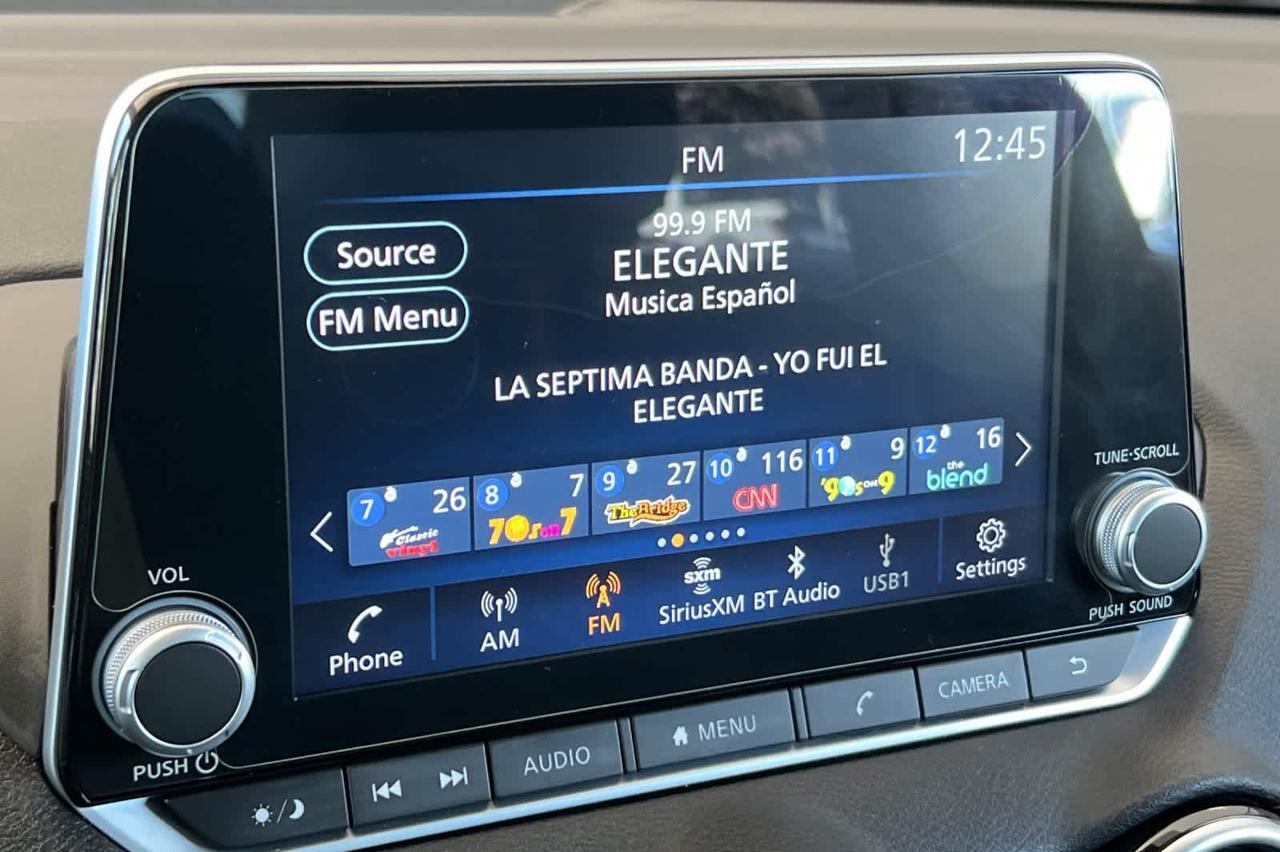 FM
12:45
Source
FM Menu
99.9 FM
ELEGANTE
Musica Español
LA SEPTIMA BANDA - YO FUI EL
ELEGANTE
7 26
Classic
vinyl
8 7
70s on 7
9 27
The Bridge
10 116
CNN
11 9
'90s ON 9
12 16
the
blend
Phone
AM
FM
sxm
SiriusXM
BT Audio
USB1
Settings
VOL
PUSH
TUNE·SCROLL
PUSH SOUND
AUDIO
MENU
CAMERA